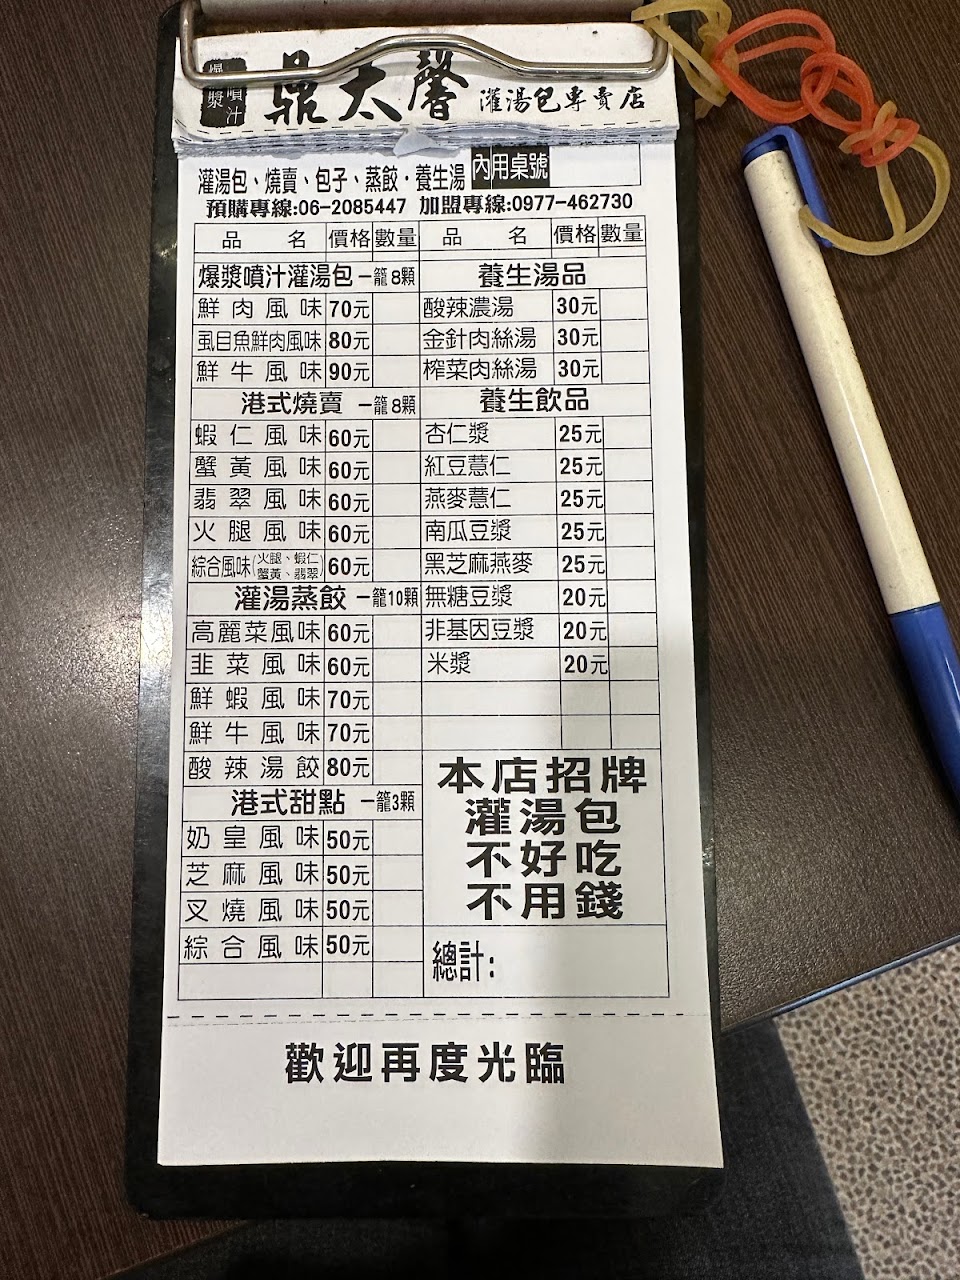 爆漿
噴汁
鼎太馨 灌湯包專賣店
灌湯包、燒賣、包子、蒸餃·養生湯 內用桌號
預購專線:06-2085447 加盟專線:0977-462730
品 名 價格 數量 品 名 價格 數量
爆漿噴汁灌湯包 一籠8顆 養生湯品
鮮肉風味 70元 酸辣濃湯 30元
虱目魚鮮肉風味 80元 金針肉絲湯 30元
鮮牛風味 90元 榨菜肉絲湯 30元
港式燒賣 一籠8顆 養生飲品
蝦仁風味 60元 杏仁漿 25元
蟹黃風味 60元 紅豆薏仁 25元
翡翠風味 60元 燕麥薏仁 25元
火腿風味 60元 南瓜豆漿 25元
綜合風味(火腿、蝦仁蟹黃、翡翠) 60元 黑芝麻燕麥 25元
灌湯蒸餃 一籠10顆 無糖豆漿 20元
高麗菜風味 60元 非基因豆漿 20元
韭菜風味 60元 米漿 20元
鮮蝦風味 70元
鮮牛風味 70元
酸辣湯餃 80元
港式甜點 一籠3顆
奶皇風味 50元
芝麻風味 50元
叉燒風味 50元
綜合風味 50元
本店招牌
灌湯包
不好吃
不用錢
總計:
歡迎再度光臨